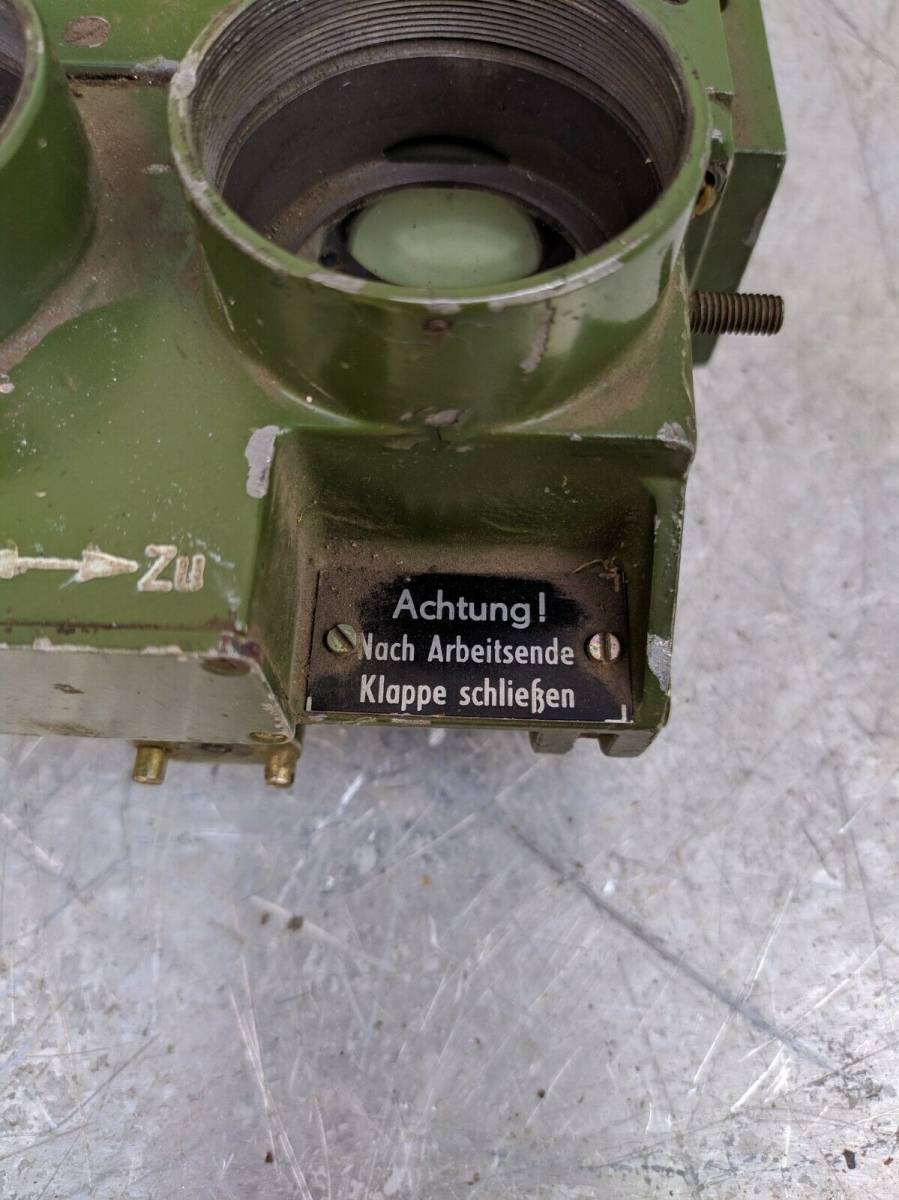 Zu
Achtung!
Nach Arbeitsende
Klappe schließen